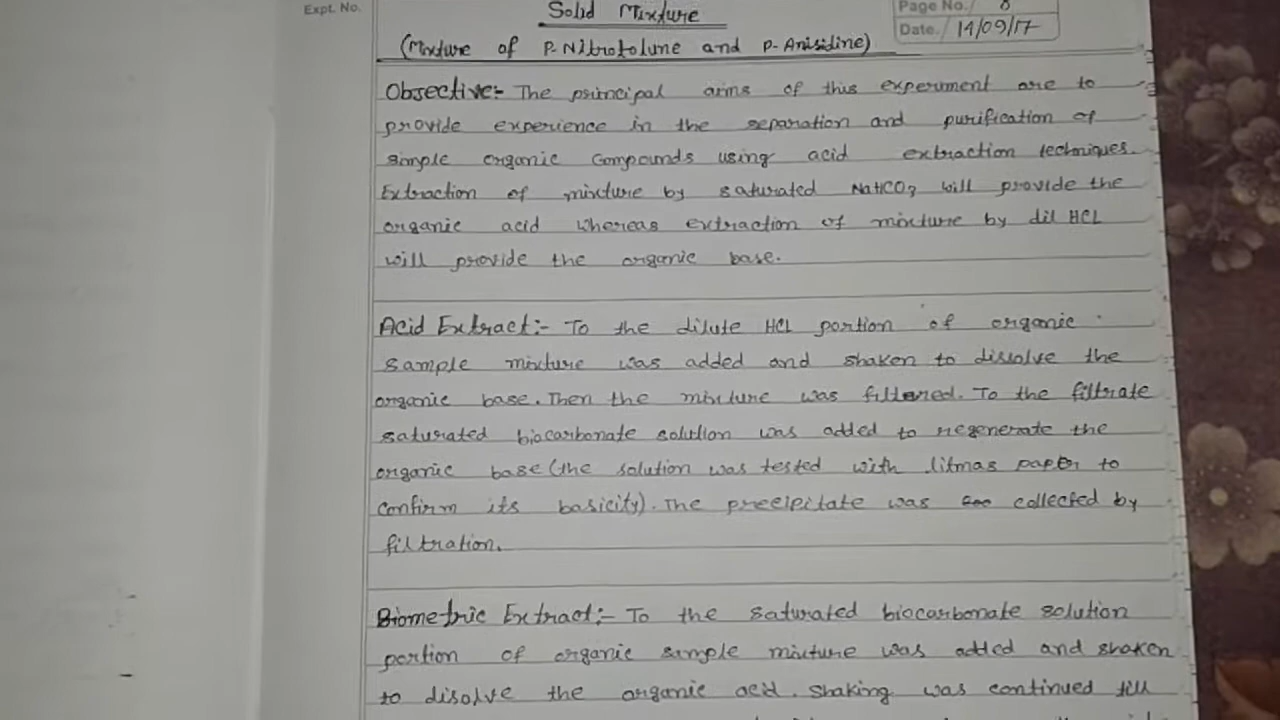 Expt. No.
Solid Mixture
Page No. 8
(Mixture of P-Nitrotolune and P-Anisidine)
Date. 14/09/17
Obsective:- The principal aims of this experiment are to
provide experience in the separation and purification of
simple organic Compounds using acid extraction techniques.
Extraction of mixture by saturated NaHCO3 will provide the
organic acid whereas extraction of mixture by dil HCl
will provide the organic base.
Acid Extract:- To the dilute HCl portion of organic
sample mixture was added and shaken to dissolve the
organic base. Then the mixture was filtered. To the filtrate
saturated biocarbonate solution was added to regenerate the
organic base (the solution was tested with litmas paper to
confirm its basicity). The preeipitate was collected by
filtration.
Biometric Extract:- To the saturated biocarbonate solution
portion of organic sample mixture was added and shaken
to disolve the organic acid. Shaking was continued till